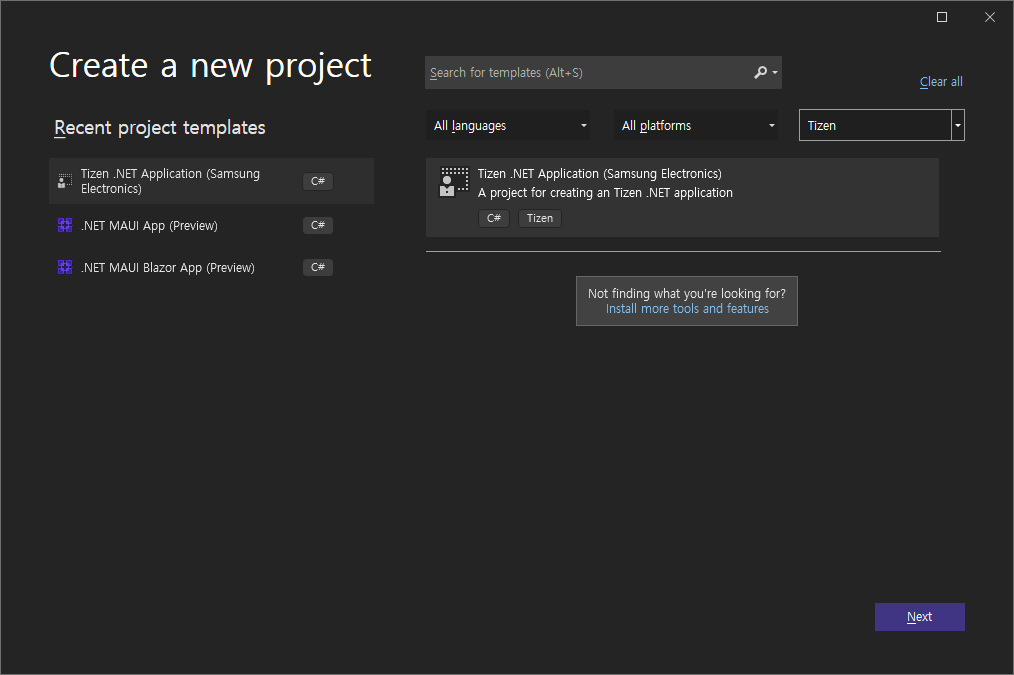 Create a new project
Search for templates (Alt+S)
Clear all
Recent project templates
All languages
All platforms
Tizen
Tizen .NET Application (Samsung
Electronics)
C#
.NET MAUI App (Preview)
C#
.NET MAUI Blazor App (Preview)
C#
Tizen .NET Application (Samsung Electronics)
A project for creating an Tizen .NET application
C#
Tizen
Not finding what you're looking for?
Install more tools and features
Next